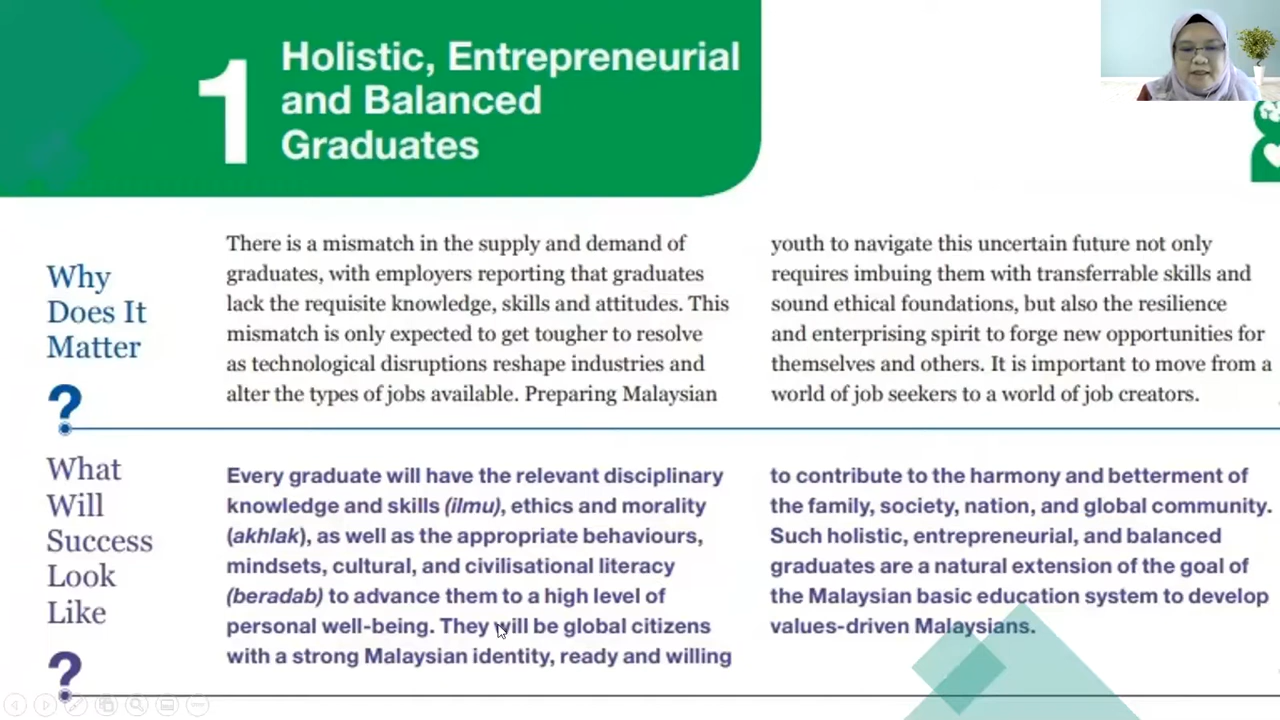 1
Holistic, Entrepreneurial
and Balanced
Graduates
Why
Does It
Matter
?
There is a mismatch in the supply and demand of
graduates, with employers reporting that graduates
lack the requisite knowledge, skills and attitudes. This
mismatch is only expected to get tougher to resolve
as technological disruptions reshape industries and
alter the types of jobs available. Preparing Malaysian
youth to navigate this uncertain future not only
requires imbuing them with transferrable skills and
sound ethical foundations, but also the resilience
and enterprising spirit to forge new opportunities for
themselves and others. It is important to move from a
world of job seekers to a world of job creators.
What
Will
Success
Look
Like
?
Every graduate will have the relevant disciplinary
knowledge and skills (ilmu), ethics and morality
(akhlak), as well as the appropriate behaviours,
mindsets, cultural, and civilisational literacy
(beradab) to advance them to a high level of
personal well-being. They will be global citizens
with a strong Malaysian identity, ready and willing
to contribute to the harmony and betterment of
the family, society, nation, and global community.
Such holistic, entrepreneurial, and balanced
graduates are a natural extension of the goal of
the Malaysian basic education system to develop
values-driven Malaysians.